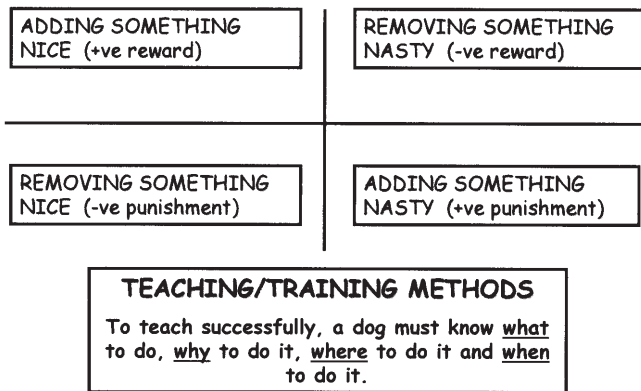 ADDING SOMETHING
NICE (+ve reward)
REMOVING SOMETHING
NASTY (-ve reward)
REMOVING SOMETHING
NICE (-ve punishment)
ADDING SOMETHING
NASTY (+ve punishment)
TEACHING/TRAINING METHODS
To teach successfully, a dog must know what
to do, why to do it, where to do it and when
to do it.